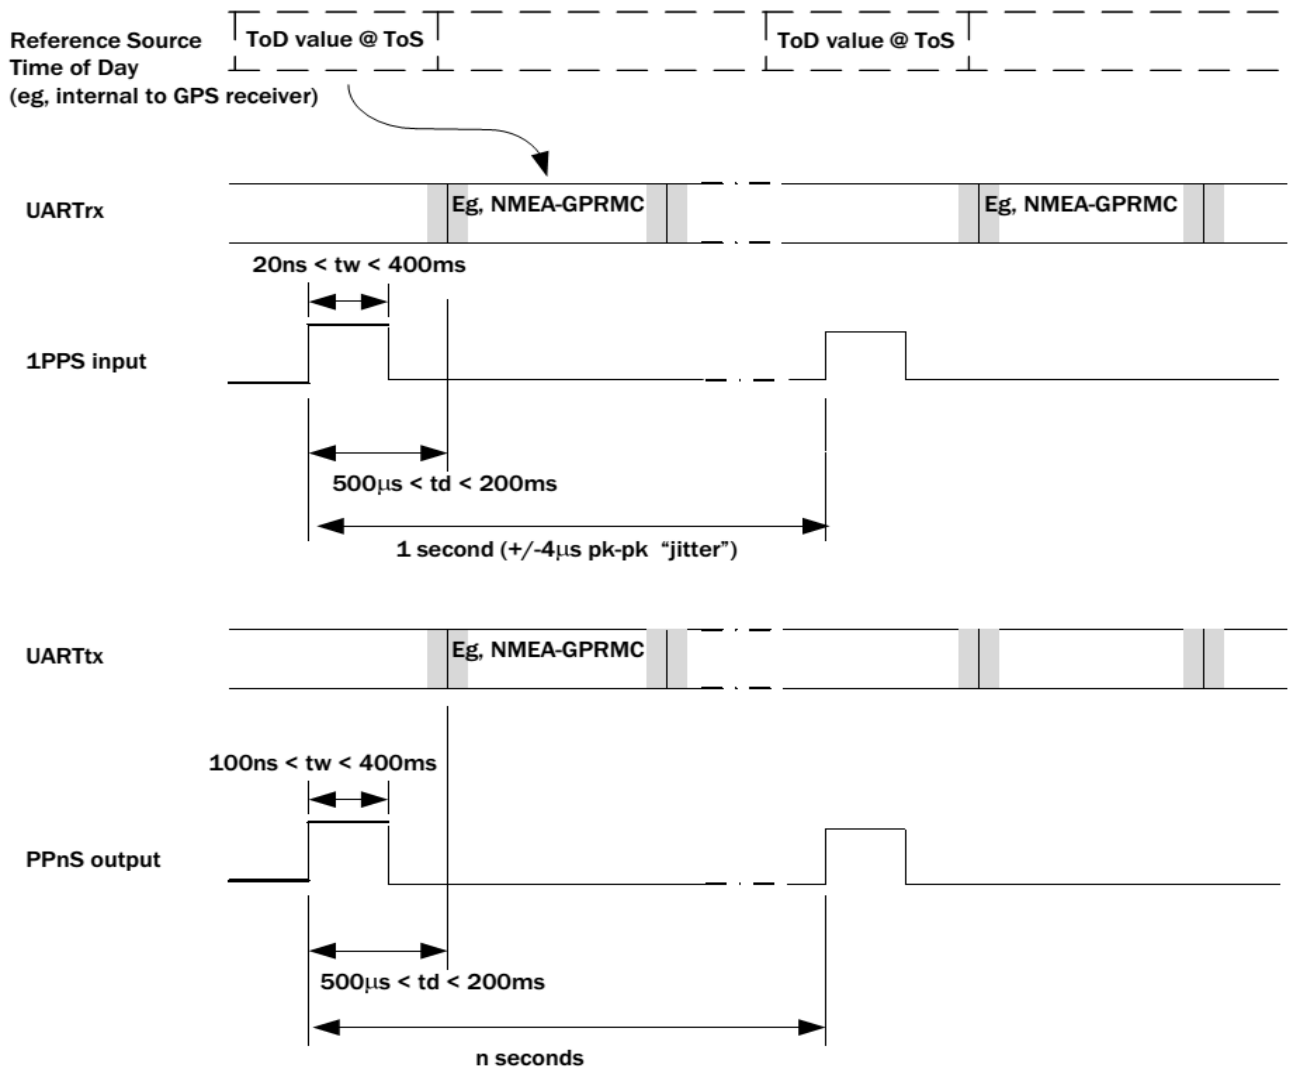 ToD value @ ToS
ToD value @ ToS
Reference Source
Time of Day
(eg, internal to GPS receiver)
UARTrx
Eg, NMEA-GPRMC
Eg, NMEA-GPRMC
20ns < tw < 400ms
1PPS input
500μs < td < 200ms
1 second (+/-4μs pk-pk “jitter”)
UARTtx
Eg, NMEA-GPRMC
100ns < tw < 400ms
PPnS output
500μs < td < 200ms
n seconds